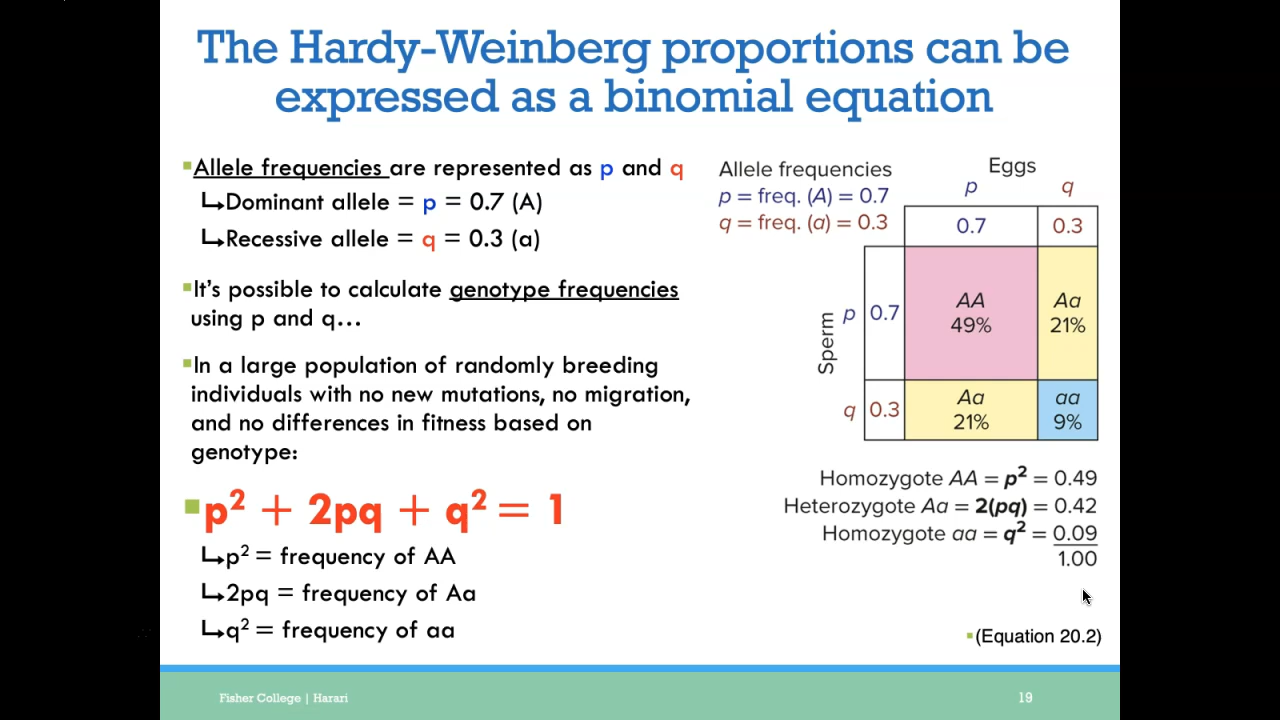 The Hardy-Weinberg proportions can be
expressed as a binomial equation
▪Allele frequencies are represented as p and q
↳Dominant allele = p = 0.7 (A)
↳Recessive allele = q = 0.3 (a)
▪It's possible to calculate genotype frequencies
using p and q…
▪In a large population of randomly breeding
individuals with no new mutations, no migration,
and no differences in fitness based on
genotype:
▪p² + 2pq + q² = 1
↳p² = frequency of AA
↳2pq = frequency of Aa
↳q² = frequency of aa
Allele frequencies
p = freq. (A) = 0.7
q = freq. (a) = 0.3
Eggs
p q
0.7 0.3
Sperm
p 0.7
AA Aa
49% 21%
q 0.3
Aa aa
21% 9%
Homozygote AA = p² = 0.49
Heterozygote Aa = 2(pq) = 0.42
Homozygote aa = q² = 0.09
1.00
▪(Equation 20.2)
Fisher College | Harari
19